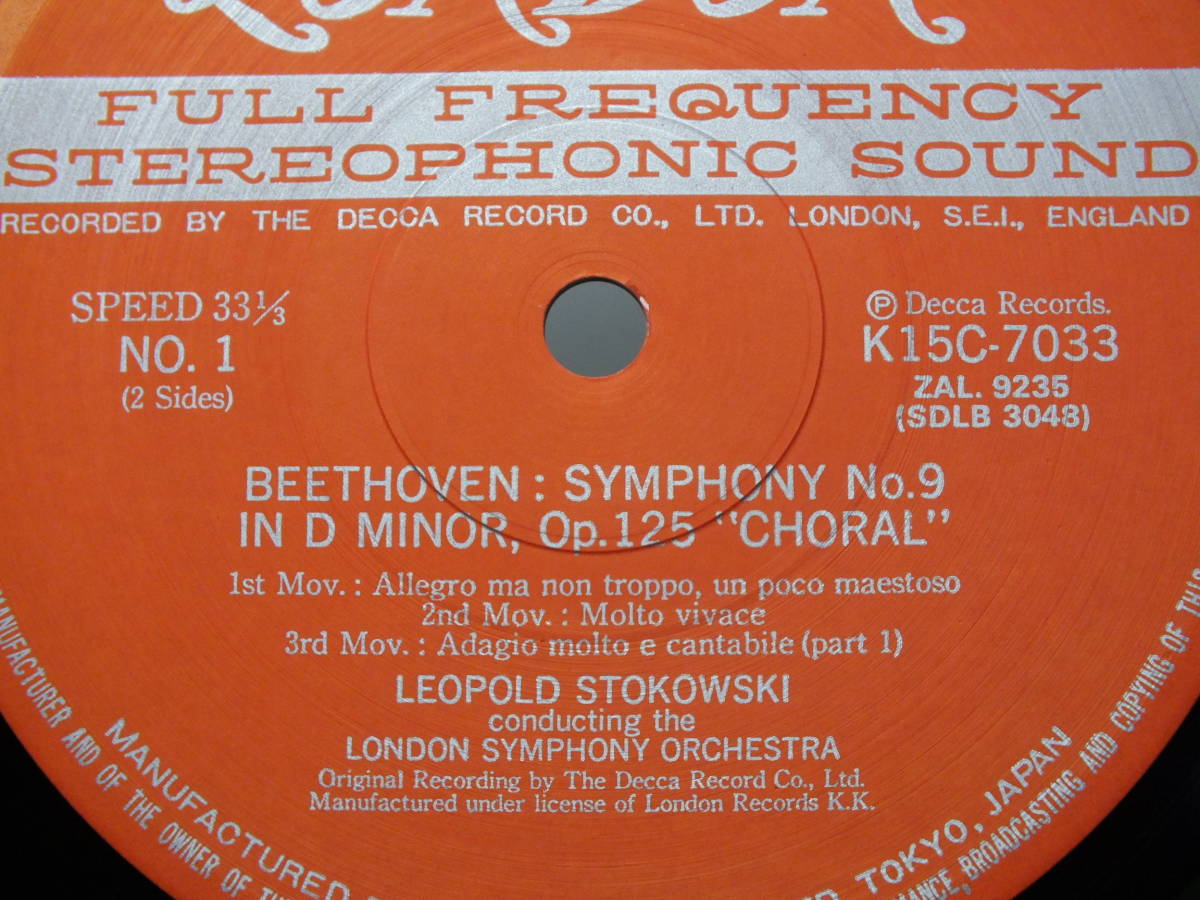 LONDON
FULL FREQUENCY
STEREOPHONIC SOUND
RECORDED BY THE DECCA RECORD CO., LTD. LONDON, S.E.I., ENGLAND
SPEED 33⅓
NO. 1
(2 Sides)
Ⓟ Decca Records.
K15C-7033
ZAL. 9235
(SDLB 3048)
BEETHOVEN : SYMPHONY No.9
IN D MINOR, Op.125 "CHORAL"
1st Mov. : Allegro ma non troppo, un poco maestoso
2nd Mov. : Molto vivace
3rd Mov. : Adagio molto e cantabile (part 1)
LEOPOLD STOKOWSKI
conducting the
LONDON SYMPHONY ORCHESTRA
Original Recording by The Decca Record Co., Ltd.
Manufactured under license of London Records K.K.
MANUFACTURED
TOKYO, JAPAN
MANUFACTURER AND OF THE OWNER OF
BROADCASTING AND COPYING OF